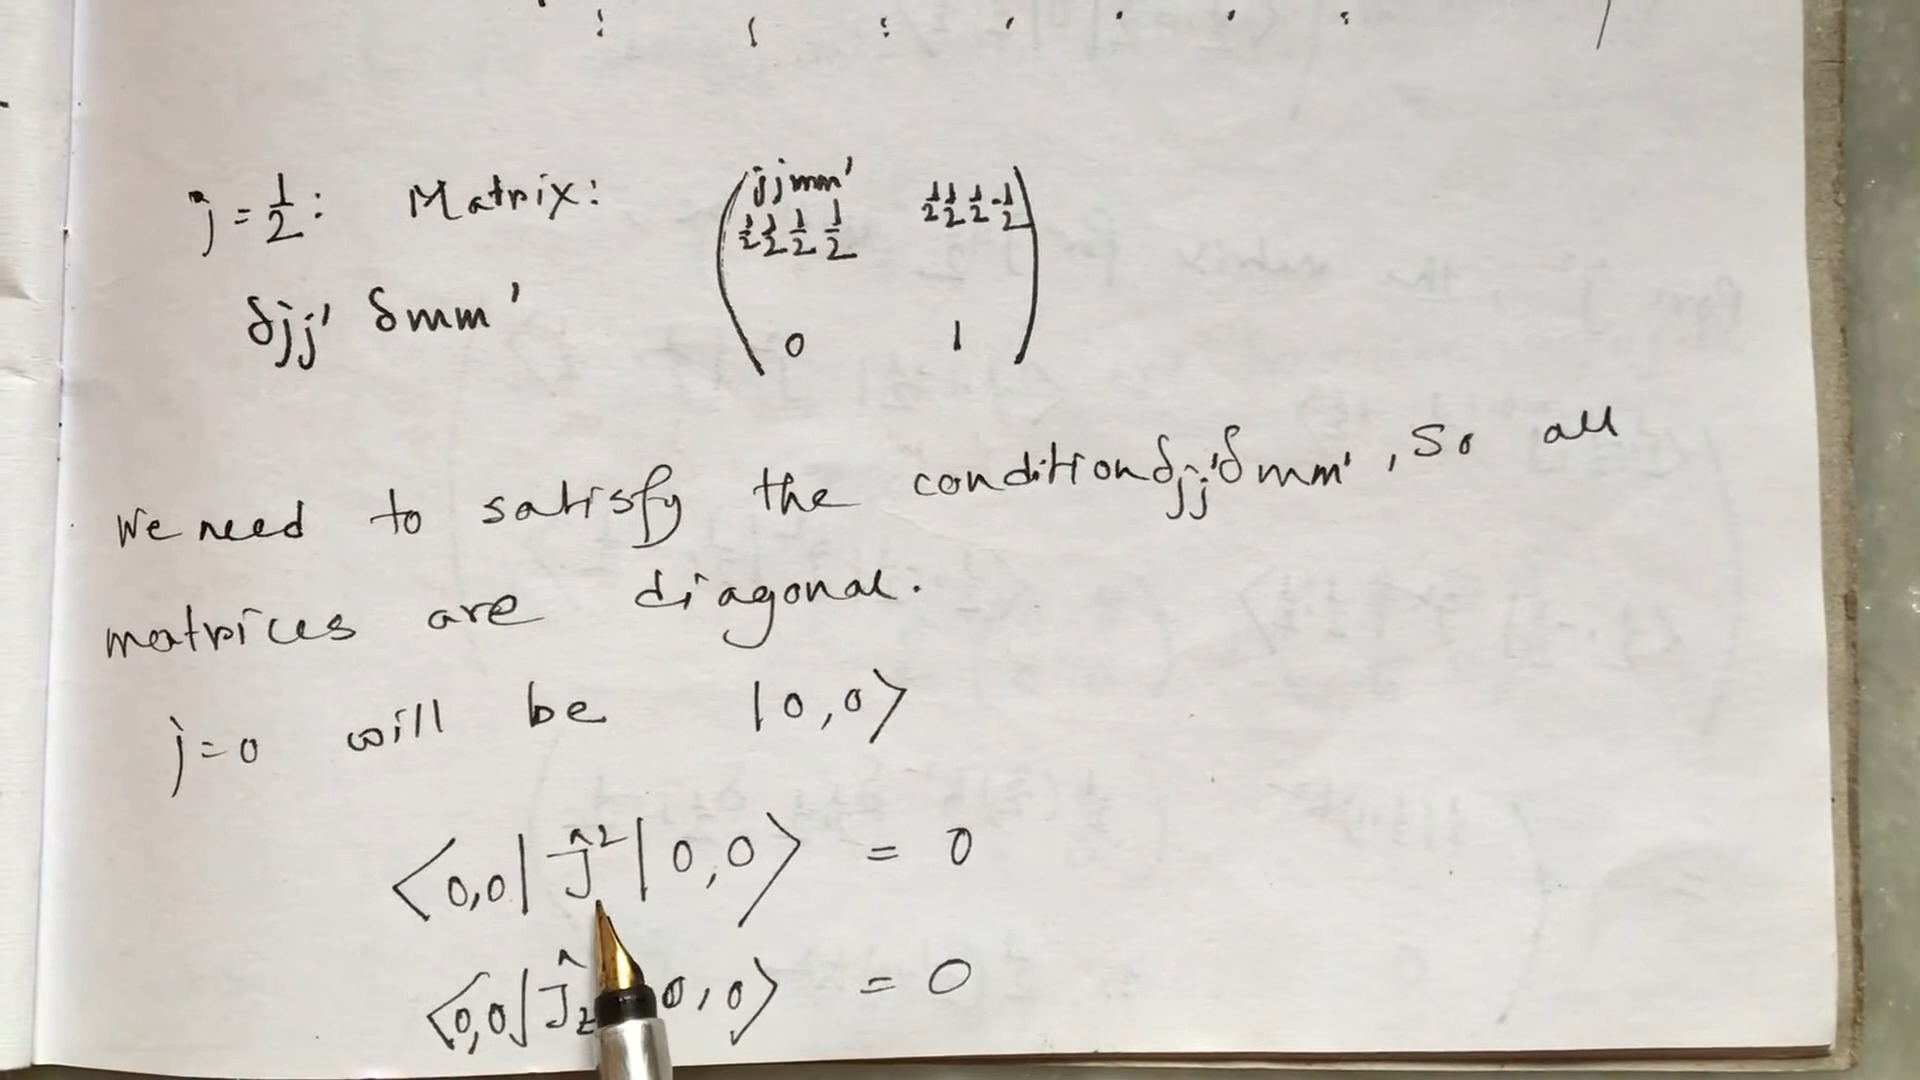 j = 1/2 : Matrix: ( jjmm' 1/2 1/2 1/2 -1/2
1/2 1/2 1/2 1/2
δjj' δmm'
0 1 )
We need to satisfy the condition δjj' δmm', so all
matrices are diagonal.
j=0 will be |0,0⟩
⟨0,0| Ĵ² |0,0⟩ = 0
⟨0,0| Ĵz 0,0⟩ = 0